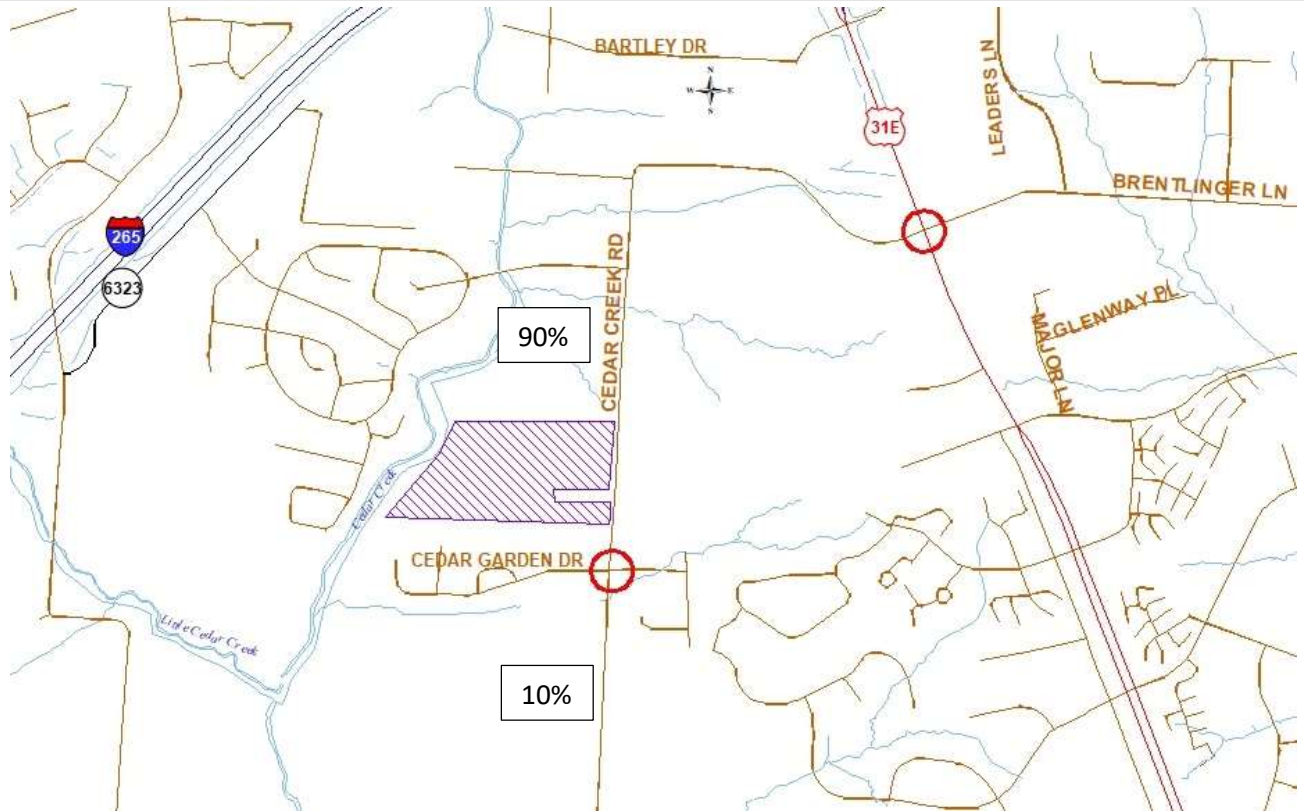 BARTLEY DR
N
W E
S
31E
LEADERS LN
BRENTLINGER LN
265
6323
CEDAR CREEK RD
90%
GLENWAY PL
MAJOR LN
Cedar Creek
CEDAR GARDEN DR
Little Cedar Creek
10%